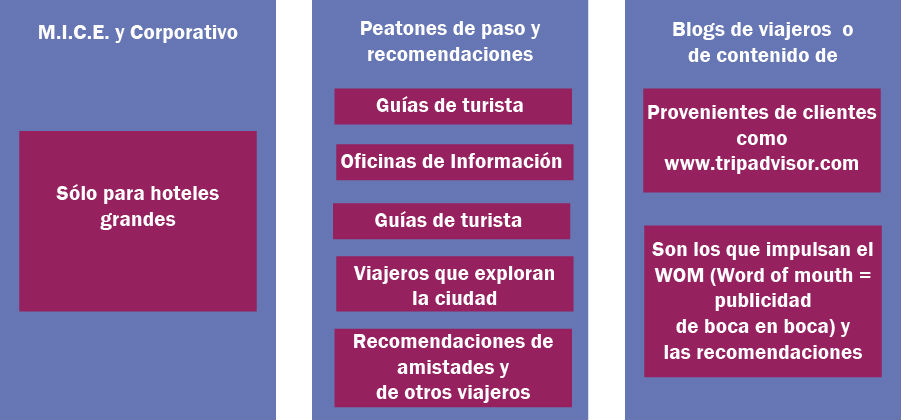 M.I.C.E. y Corporativo
Sólo para hoteles
grandes
Peatones de paso y
recomendaciones
Guías de turista
Oficinas de Información
Guías de turista
Viajeros que exploran
la ciudad
Recomendaciones de
amistades y
de otros viajeros
Blogs de viajeros o
de contenido de
Provenientes de clientes
como
www.tripadvisor.com
Son los que impulsan el
WOM (Word of mouth =
publicidad
de boca en boca) y
las recomendaciones